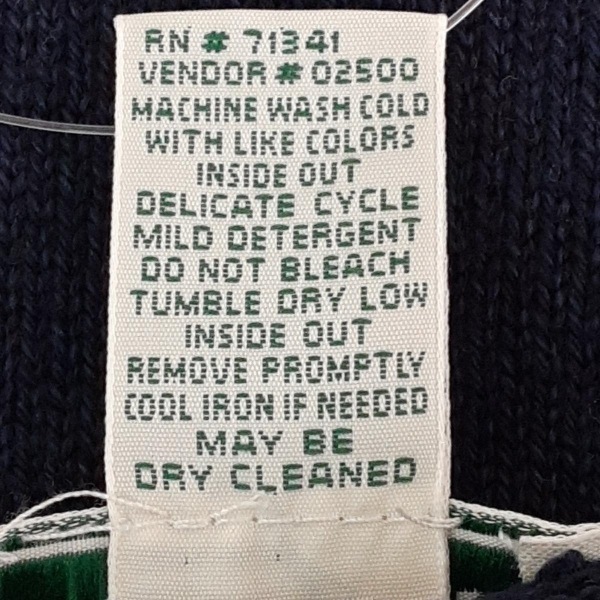 RN # 71341
VENDOR # 02500
MACHINE WASH COLD
WITH LIKE COLORS
INSIDE OUT
DELICATE CYCLE
MILD DETERGENT
DO NOT BLEACH
TUMBLE DRY LOW
INSIDE OUT
REMOVE PROMPTLY
COOL IRON IF NEEDED
MAY BE
DRY CLEANED